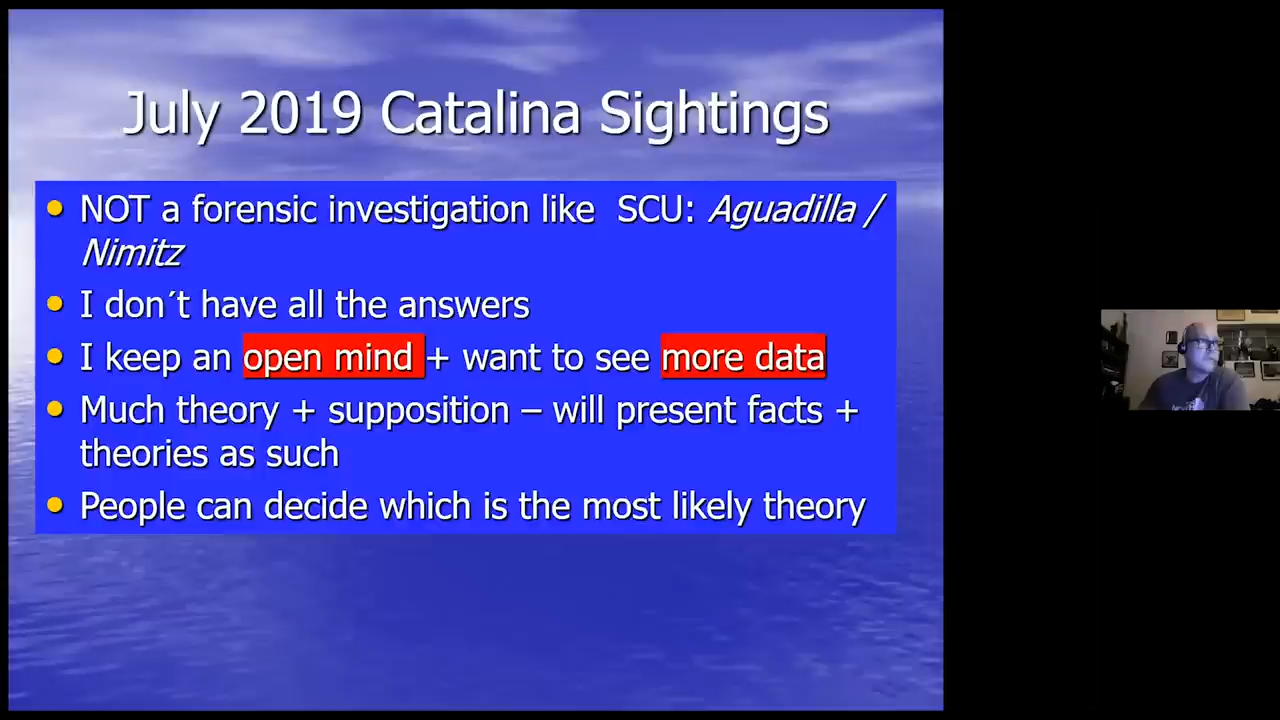 July 2019 Catalina Sightings
• NOT a forensic investigation like SCU: Aguadilla /
Nimitz
• I don´t have all the answers
• I keep an open mind + want to see more data
• Much theory + supposition – will present facts +
theories as such
• People can decide which is the most likely theory